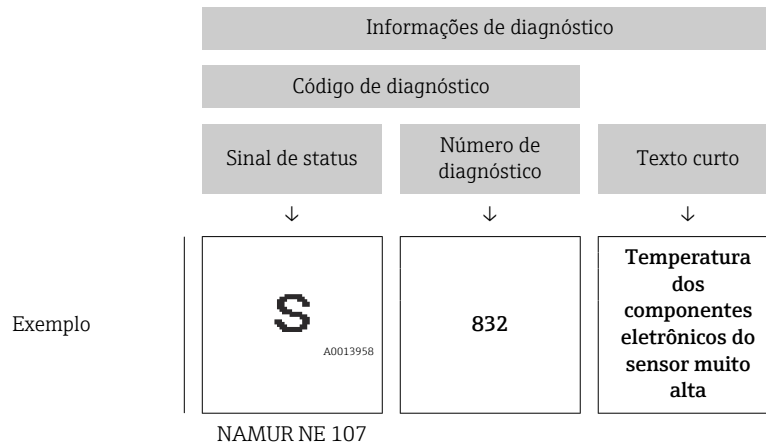 Informações de diagnóstico
Código de diagnóstico
Sinal de status
Número de
diagnóstico
Texto curto
↓ ↓ ↓
Exemplo
S
A0013958
832
Temperatura
dos
componentes
eletrônicos do
sensor muito
alta
NAMUR NE 107